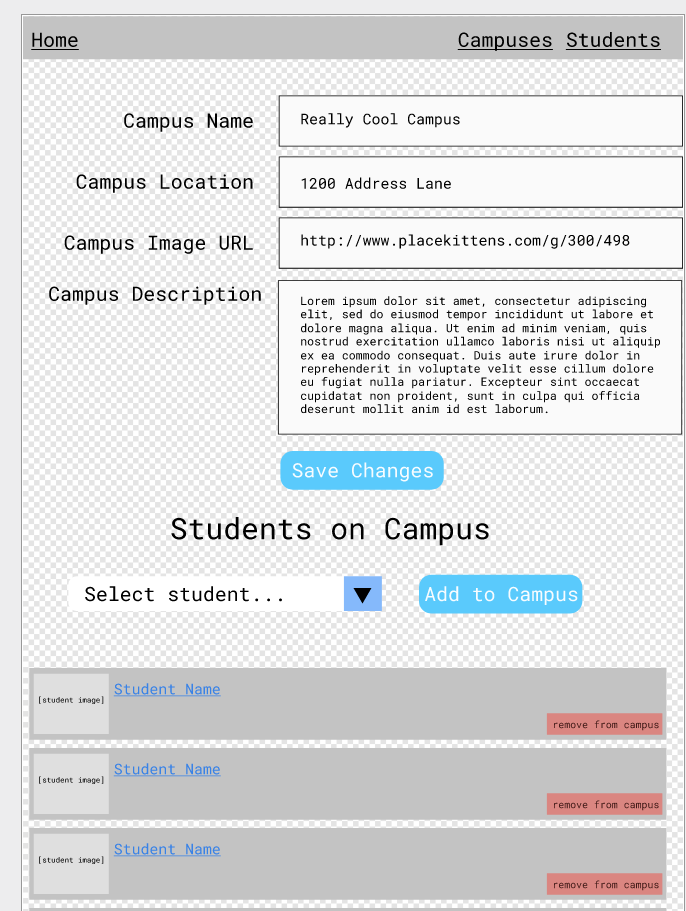 Home Campuses Students
Campus Name Really Cool Campus
Campus Location 1200 Address Lane
Campus Image URL http://www.placekittens.com/g/300/498
Campus Description
Lorem ipsum dolor sit amet, consectetur adipiscing
elit, sed do eiusmod tempor incididunt ut labore et
dolore magna aliqua. Ut enim ad minim veniam, quis
nostrud exercitation ullamco laboris nisi ut aliquip
ex ea commodo consequat. Duis aute irure dolor in
reprehenderit in voluptate velit esse cillum dolore
eu fugiat nulla pariatur. Excepteur sint occaecat
cupidatat non proident, sunt in culpa qui officia
deserunt mollit anim id est laborum.
Save Changes
Students on Campus
Select student... Add to Campus
[student image] Student Name
remove from campus
[student image] Student Name
remove from campus
[student image] Student Name
remove from campus